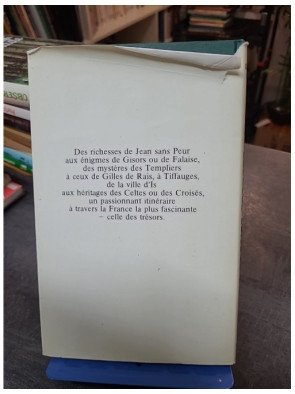 Des richesses de Jean sans Peur
aux énigmes de Gisors ou de Falaise,
des mystères des Templiers
à ceux de Gilles de Rais, à Tiffauges,
de la ville d'Is
aux héritages des Celtes ou des Croisés,
un passionnant itinéraire
à travers la France la plus fascinante
– celle des trésors.